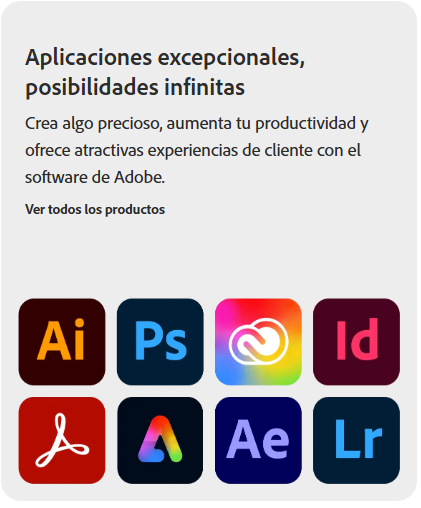 Aplicaciones excepcionales,
posibilidades infinitas
Crea algo precioso, aumenta tu productividad y
ofrece atractivas experiencias de cliente con el
software de Adobe.
Ver todos los productos
Ai Ps Id
Ae Lr